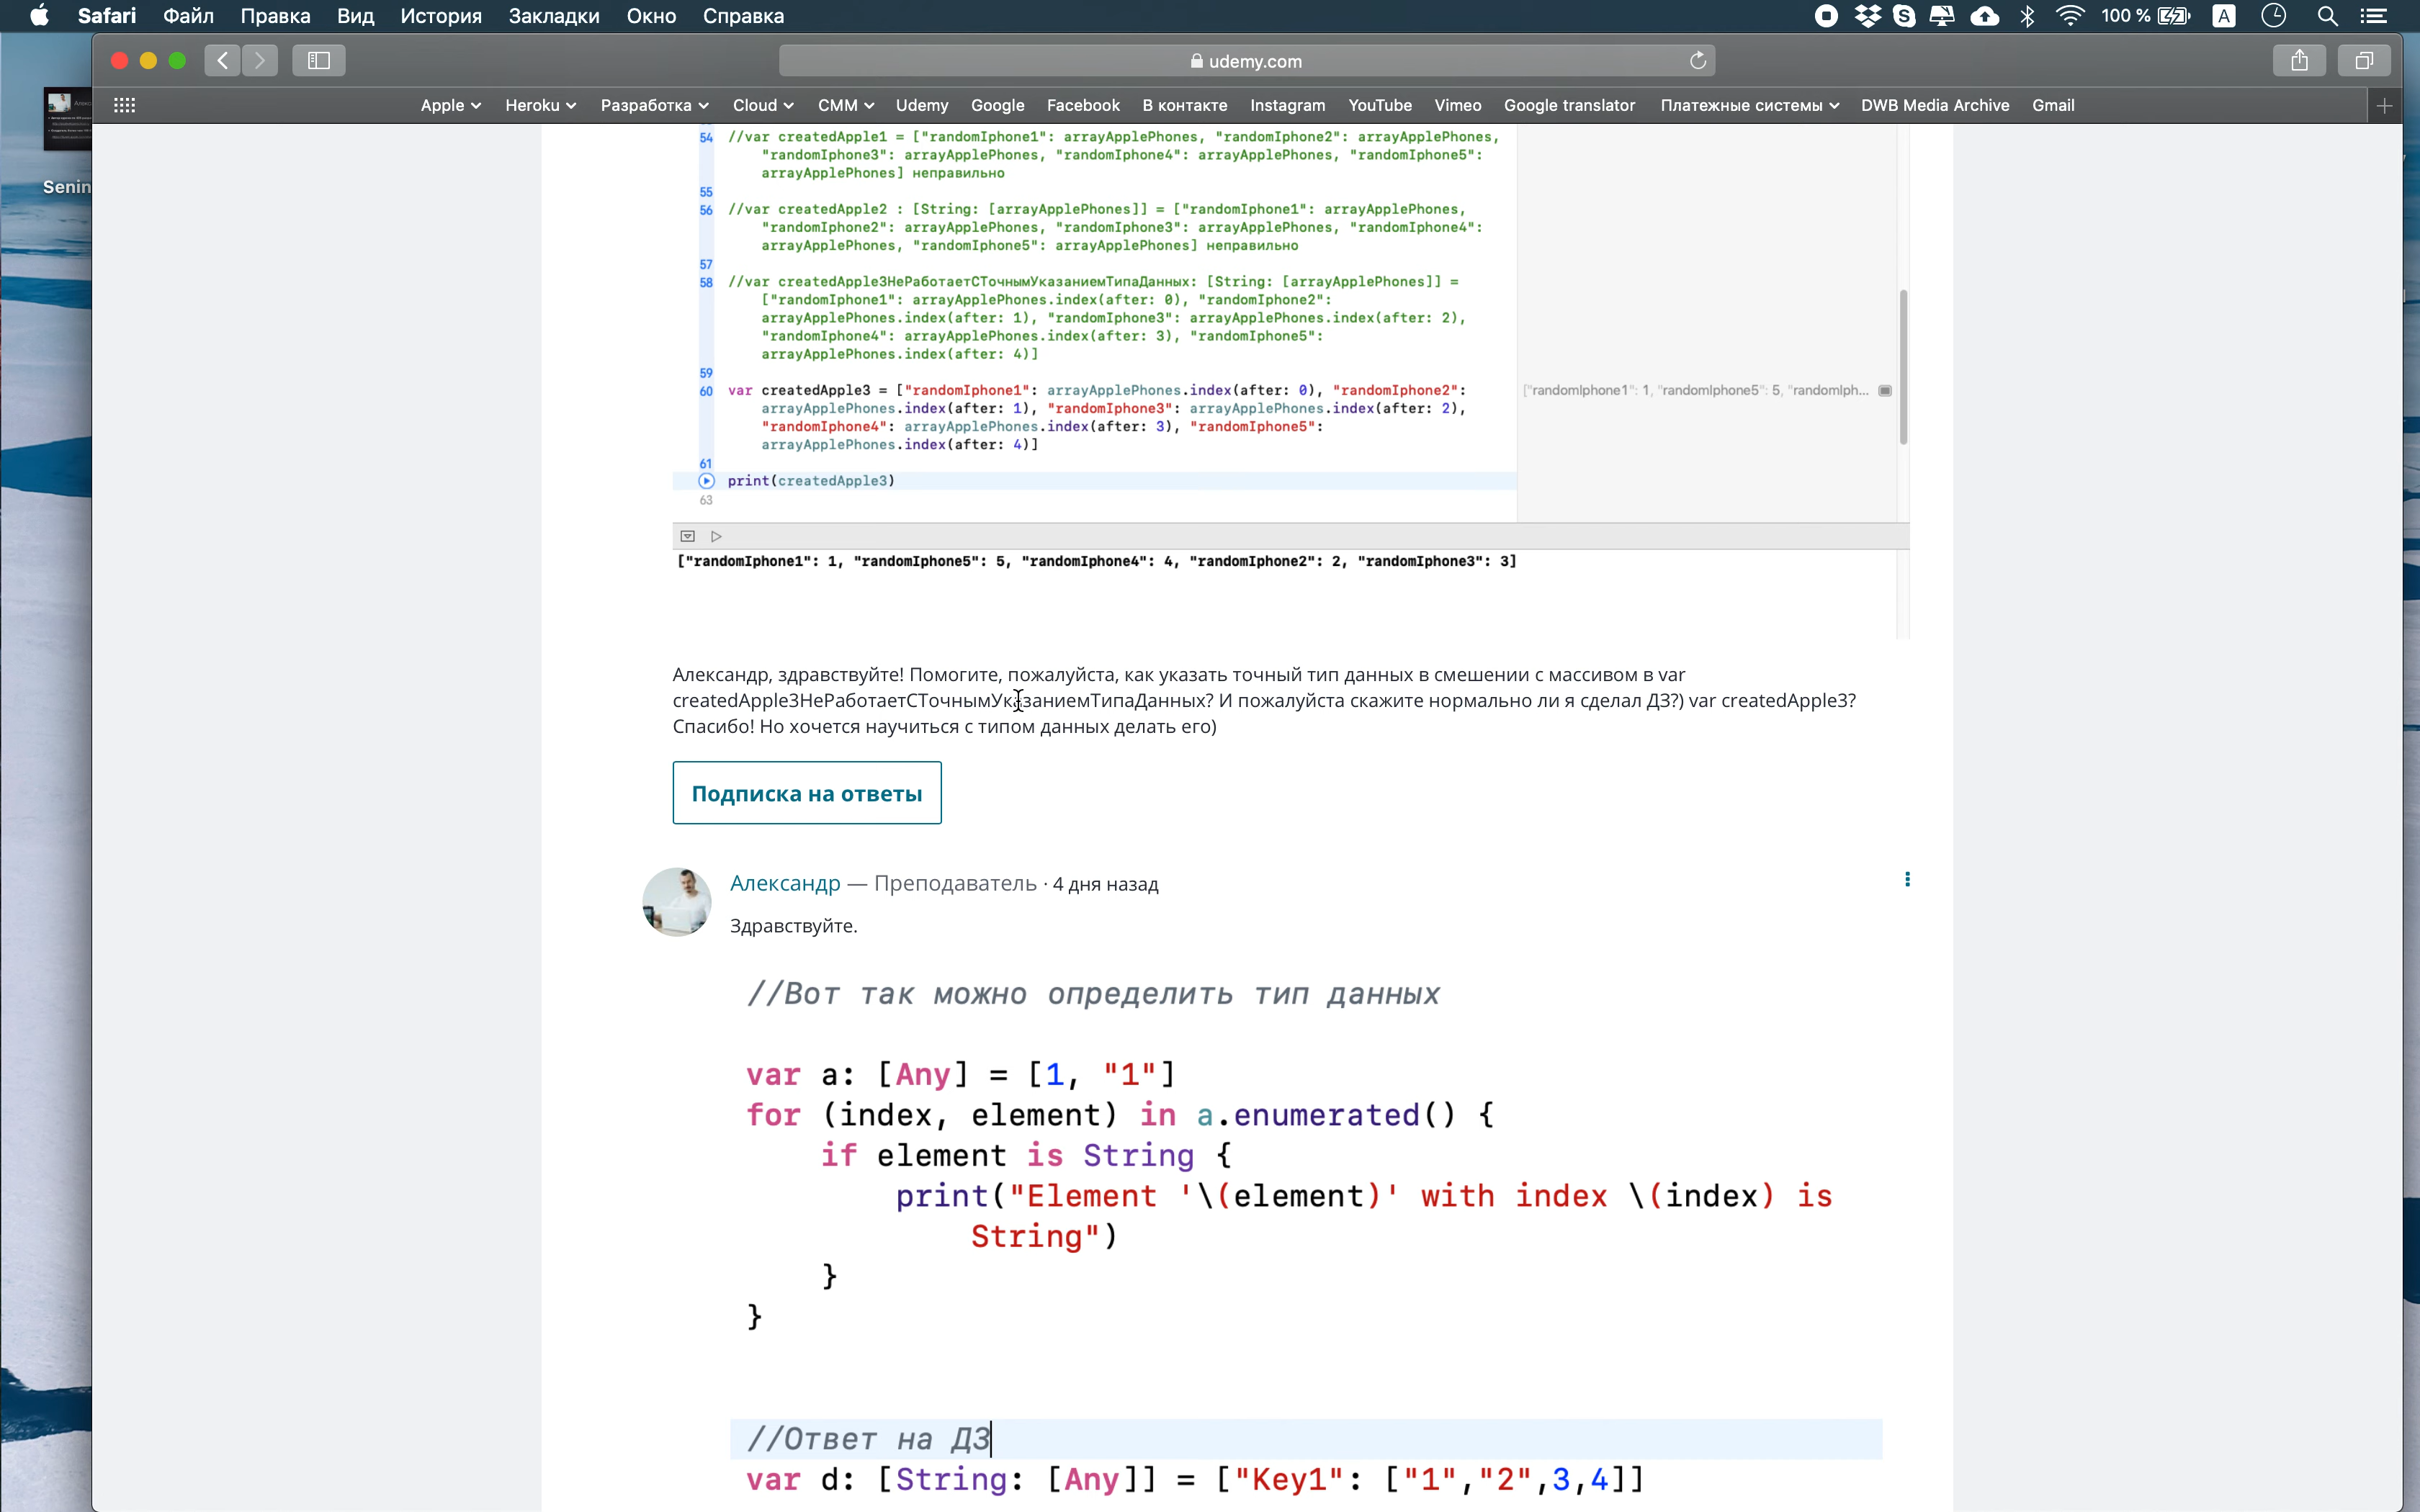 Safari Файл Правка Вид История Закладки Окно Справка 100 % A
udemy.com
Apple Heroku Разработка Cloud СММ Udemy Google Facebook В контакте Instagram YouTube Vimeo Google translator Платежные системы DWB Media Archive Gmail
Senin
54 //var createdApple1 = ["randomIphone1": arrayApplePhones, "randomIphone2": arrayApplePhones,
"randomIphone3": arrayApplePhones, "randomIphone4": arrayApplePhones, "randomIphone5":
arrayApplePhones] неправильно
55
56 //var createdApple2 : [String: [arrayApplePhones]] = ["randomIphone1": arrayApplePhones,
"randomIphone2": arrayApplePhones, "randomIphone3": arrayApplePhones, "randomIphone4":
arrayApplePhones, "randomIphone5": arrayApplePhones] неправильно
57
58 //var createdApple3НеРаботаетСТочнымУказаниемТипаДанных: [String: [arrayApplePhones]] =
["randomIphone1": arrayApplePhones.index(after: 0), "randomIphone2":
arrayApplePhones.index(after: 1), "randomIphone3": arrayApplePhones.index(after: 2),
"randomIphone4": arrayApplePhones.index(after: 3), "randomIphone5":
arrayApplePhones.index(after: 4)]
59
60 var createdApple3 = ["randomIphone1": arrayApplePhones.index(after: 0), "randomIphone2": ["randomIphone1": 1, "randomIphone5": 5, "randomIph...
arrayApplePhones.index(after: 1), "randomIphone3": arrayApplePhones.index(after: 2),
"randomIphone4": arrayApplePhones.index(after: 3), "randomIphone5":
arrayApplePhones.index(after: 4)]
61
print(createdApple3)
63
["randomIphone1": 1, "randomIphone5": 5, "randomIphone4": 4, "randomIphone2": 2, "randomIphone3": 3]
Александр, здравствуйте! Помогите, пожалуйста, как указать точный тип данных в смешении с массивом в var
createdApple3НеРаботаетСТочнымУказаниемТипаДанных? И пожалуйста скажите нормально ли я сделал ДЗ?) var createdApple3?
Спасибо! Но хочется научиться с типом данных делать его)
Подписка на ответы
Александр — Преподаватель · 4 дня назад
Здравствуйте.
//Вот так можно определить тип данных
var a: [Any] = [1, "1"]
for (index, element) in a.enumerated() {
if element is String {
print("Element '\(element)' with index \(index) is
String")
}
}
//Ответ на ДЗ
var d: [String: [Any]] = ["Key1": ["1","2",3,4]]